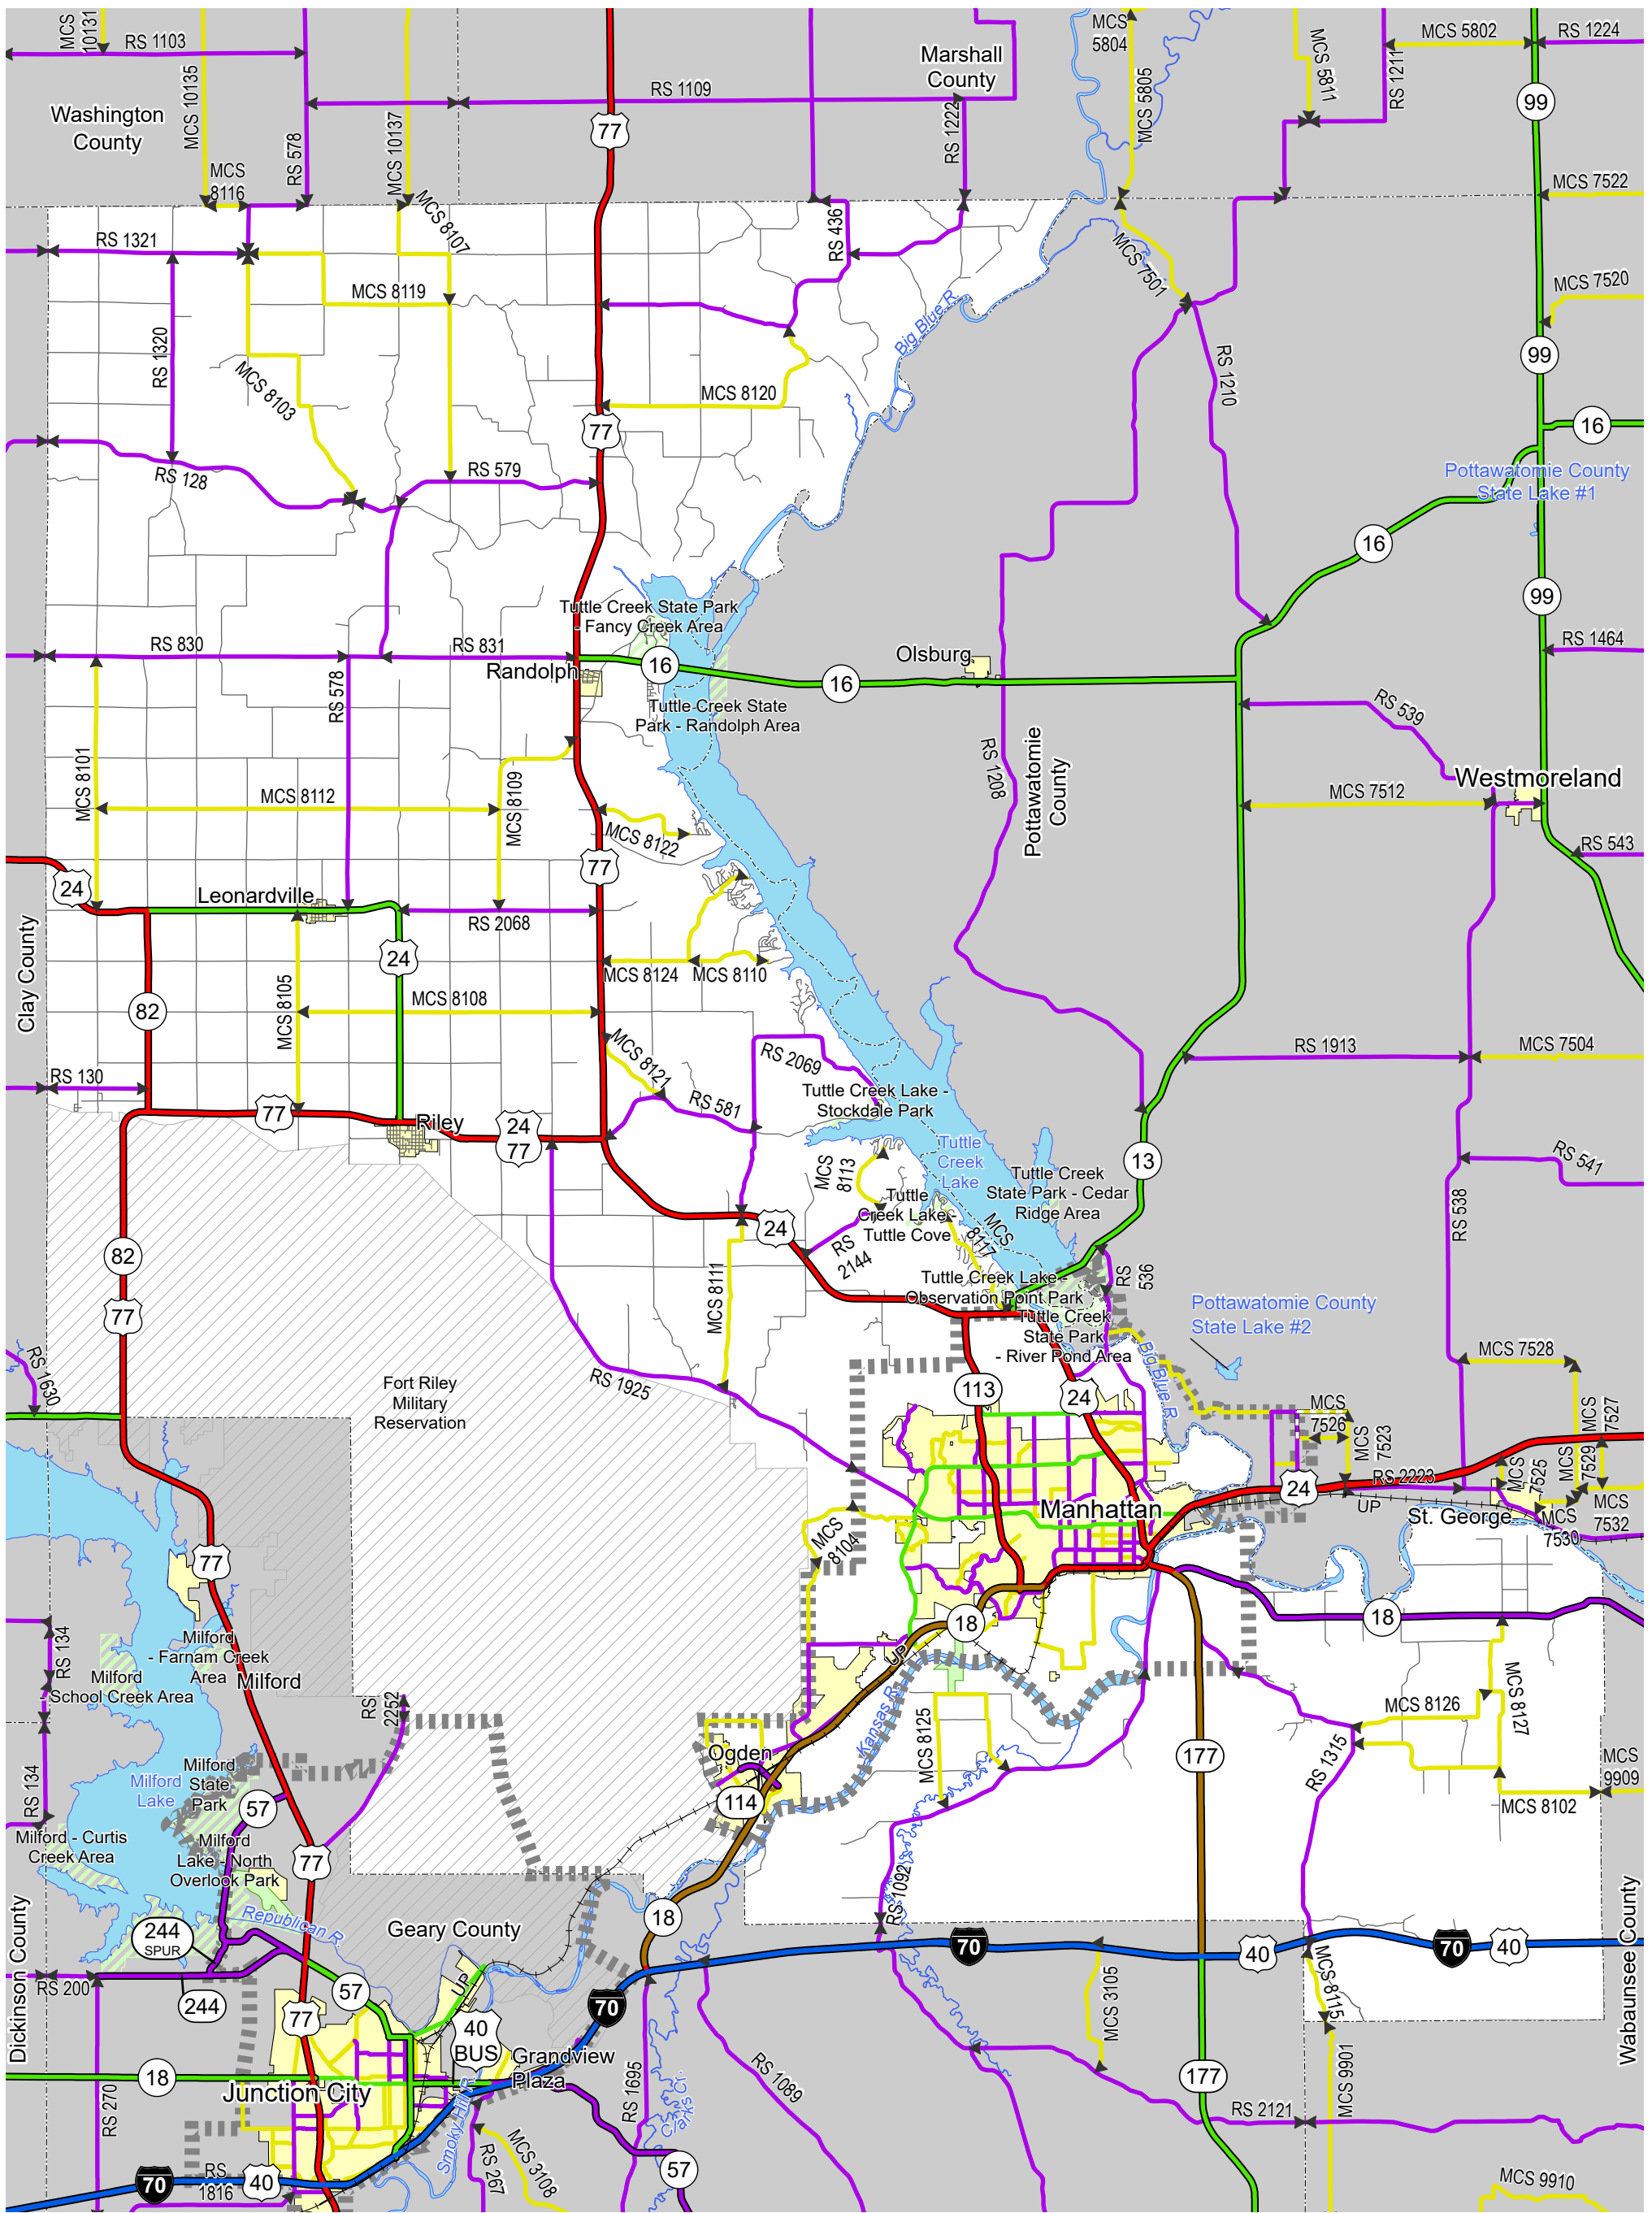 MCS
10131
RS 1103
MCS 10135
Washington
County
RS 578
MCS 10137
RS 1109
77
Marshall
County
RS 1222
MCS
5804
MCS 5805
MCS 5811
RS 1211
MCS 5802
RS 1224
99
MCS
8116
MCS 8107
RS 436
MCS 7501
MCS 7522
RS 1321
MCS 8119
Big Blue R.
MCS 7520
RS 1320
MCS 8103
MCS 8120
RS 1210
99
77
16
RS 128
RS 579
Pottawatomie County
State Lake #1
16
Tuttle Creek State Park
- Fancy Creek Area
99
RS 830
RS 831
Randolph
16
16
Olsburg
RS 1464
RS 578
Tuttle Creek State
Park - Randolph Area
RS 539
MCS 8101
MCS 8112
MCS 8109
RS 1208
Pottawatomie
County
Westmoreland
MCS 7512
MCS 8122
RS 543
77
24
Leonardville
RS 2068
Clay County
24
MCS 8124
MCS 8110
82
MCS 8105
MCS 8108
RS 130
MCS 8121
RS 2069
RS 1913
MCS 7504
RS 581
Tuttle Creek Lake -
Stockdale Park
77
Riley
24
77
Tuttle
Creek
Lake
13
MCS
8113
Tuttle Creek
State Park - Cedar
Ridge Area
RS 541
Tuttle
Creek Lake -
Tuttle Cove
MCS
8117
RS 538
82
24
RS
2144
77
MCS 8111
Tuttle Creek Lake -
Observation Point Park
RS
536
Tuttle Creek
State Park
- River Pond Area
Pottawatomie County
State Lake #2
Big Blue R.
RS 1630
Fort Riley
Military
Reservation
RS 1925
113
24
MCS 7528
MCS
7526
MCS
7523
MCS
7527
MCS
7529
MCS
7525
RS 2223
24
UP
St. George
MCS
7530
MCS
7532
Manhattan
MCS
8104
77
18
18
UP
RS 134
Milford
- Farnam Creek
Area
Milford
School Creek Area
Milford
RS
2252
Kansas R.
MCS 8125
MCS 8126
MCS 8127
RS 1315
177
MCS
9909
MCS 8102
Ogden
114
Milford
Lake
Milford
State
Park
57
RS 134
Milford - Curtis
Creek Area
Milford
Lake - North
Overlook Park
77
RS 1092
18
Geary County
Republican R.
244
SPUR
Dickinson County
Wabaunsee County
70
40
70
40
RS 200
244
57
UP
70
MCS 3105
MCS 8115
77
40
BUS
Grandview
Plaza
18
Junction City
RS 270
RS 1695
Clarks Cr.
RS 1089
177
MCS 9901
RS 2121
Smoky Hill R.
RS 267
MCS 3108
57
70
RS
1816
40
MCS 9910